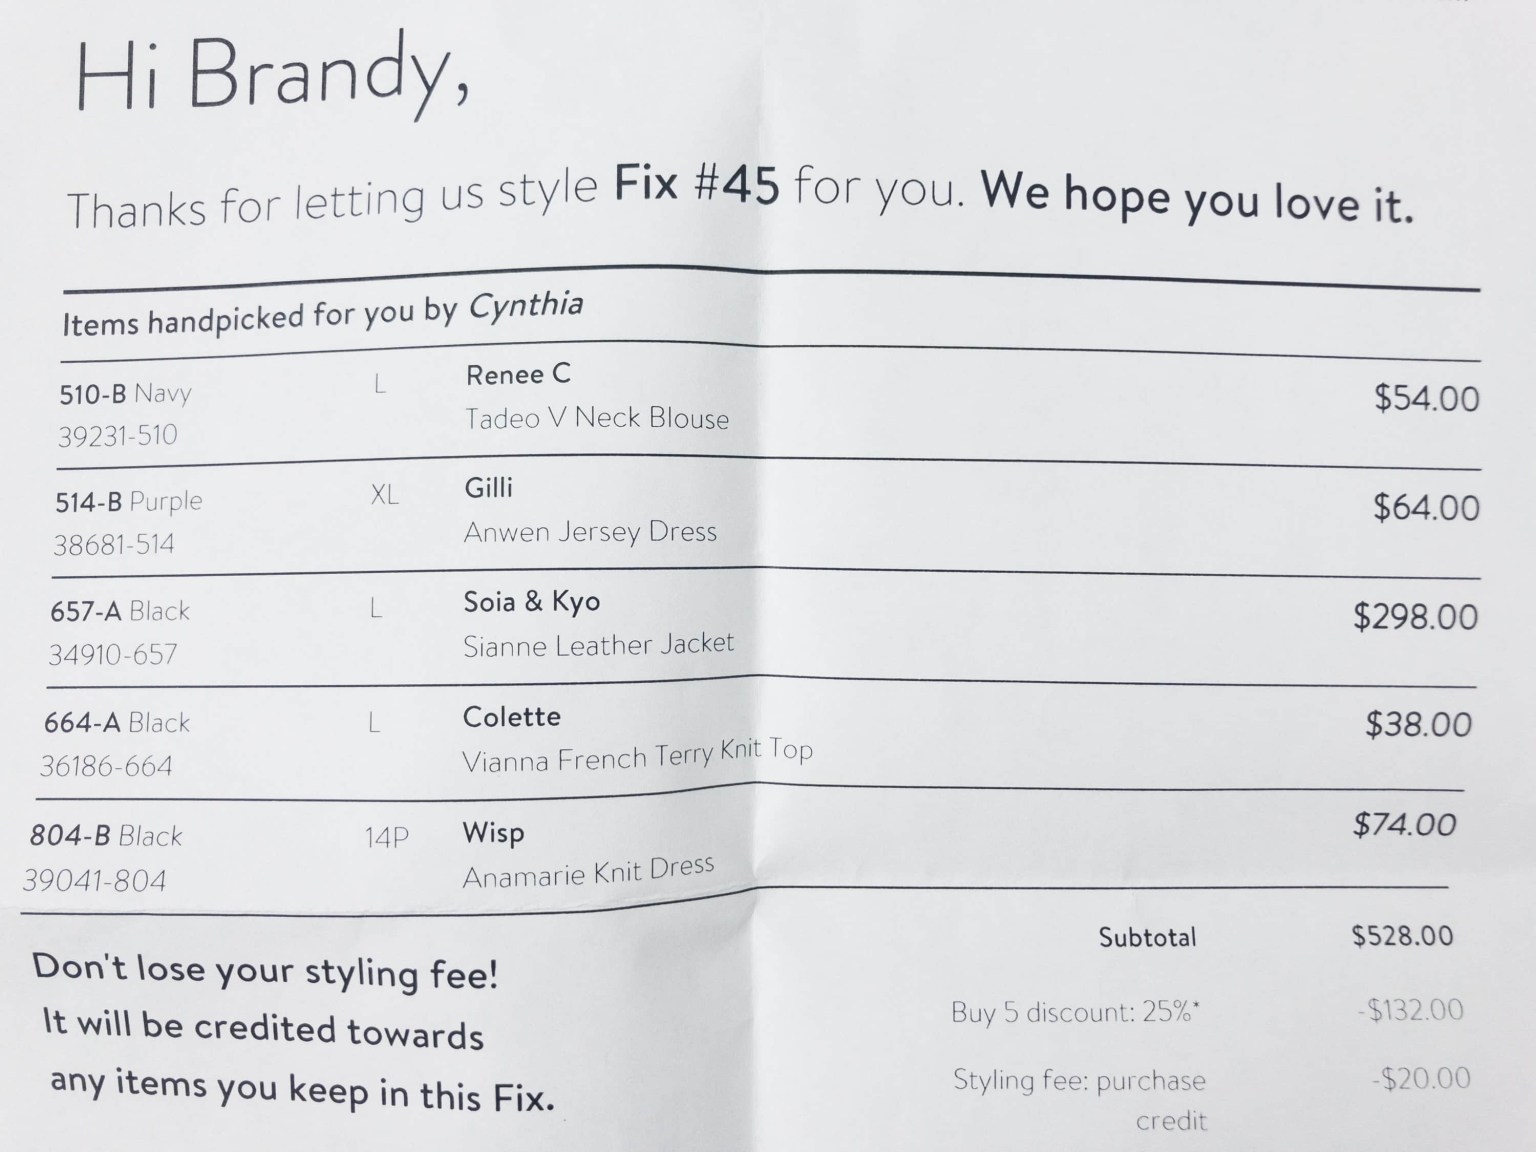 Hi Brandy,
Thanks for letting us style Fix #45 for you. We hope you love it.
Items handpicked for you by Cynthia
510-B Navy L Renee C $54.00
39231-510 Tadeo V Neck Blouse
514-B Purple XL Gilli $64.00
38681-514 Anwen Jersey Dress
657-A Black L Soia & Kyo $298.00
34910-657 Sianne Leather Jacket
664-A Black L Colette $38.00
36186-664 Vianna French Terry Knit Top
804-B Black 14P Wisp $74.00
39041-804 Anamarie Knit Dress
Subtotal $528.00
Buy 5 discount: 25%* -$132.00
Styling fee: purchase -$20.00
credit
Don't lose your styling fee!
It will be credited towards
any items you keep in this Fix.